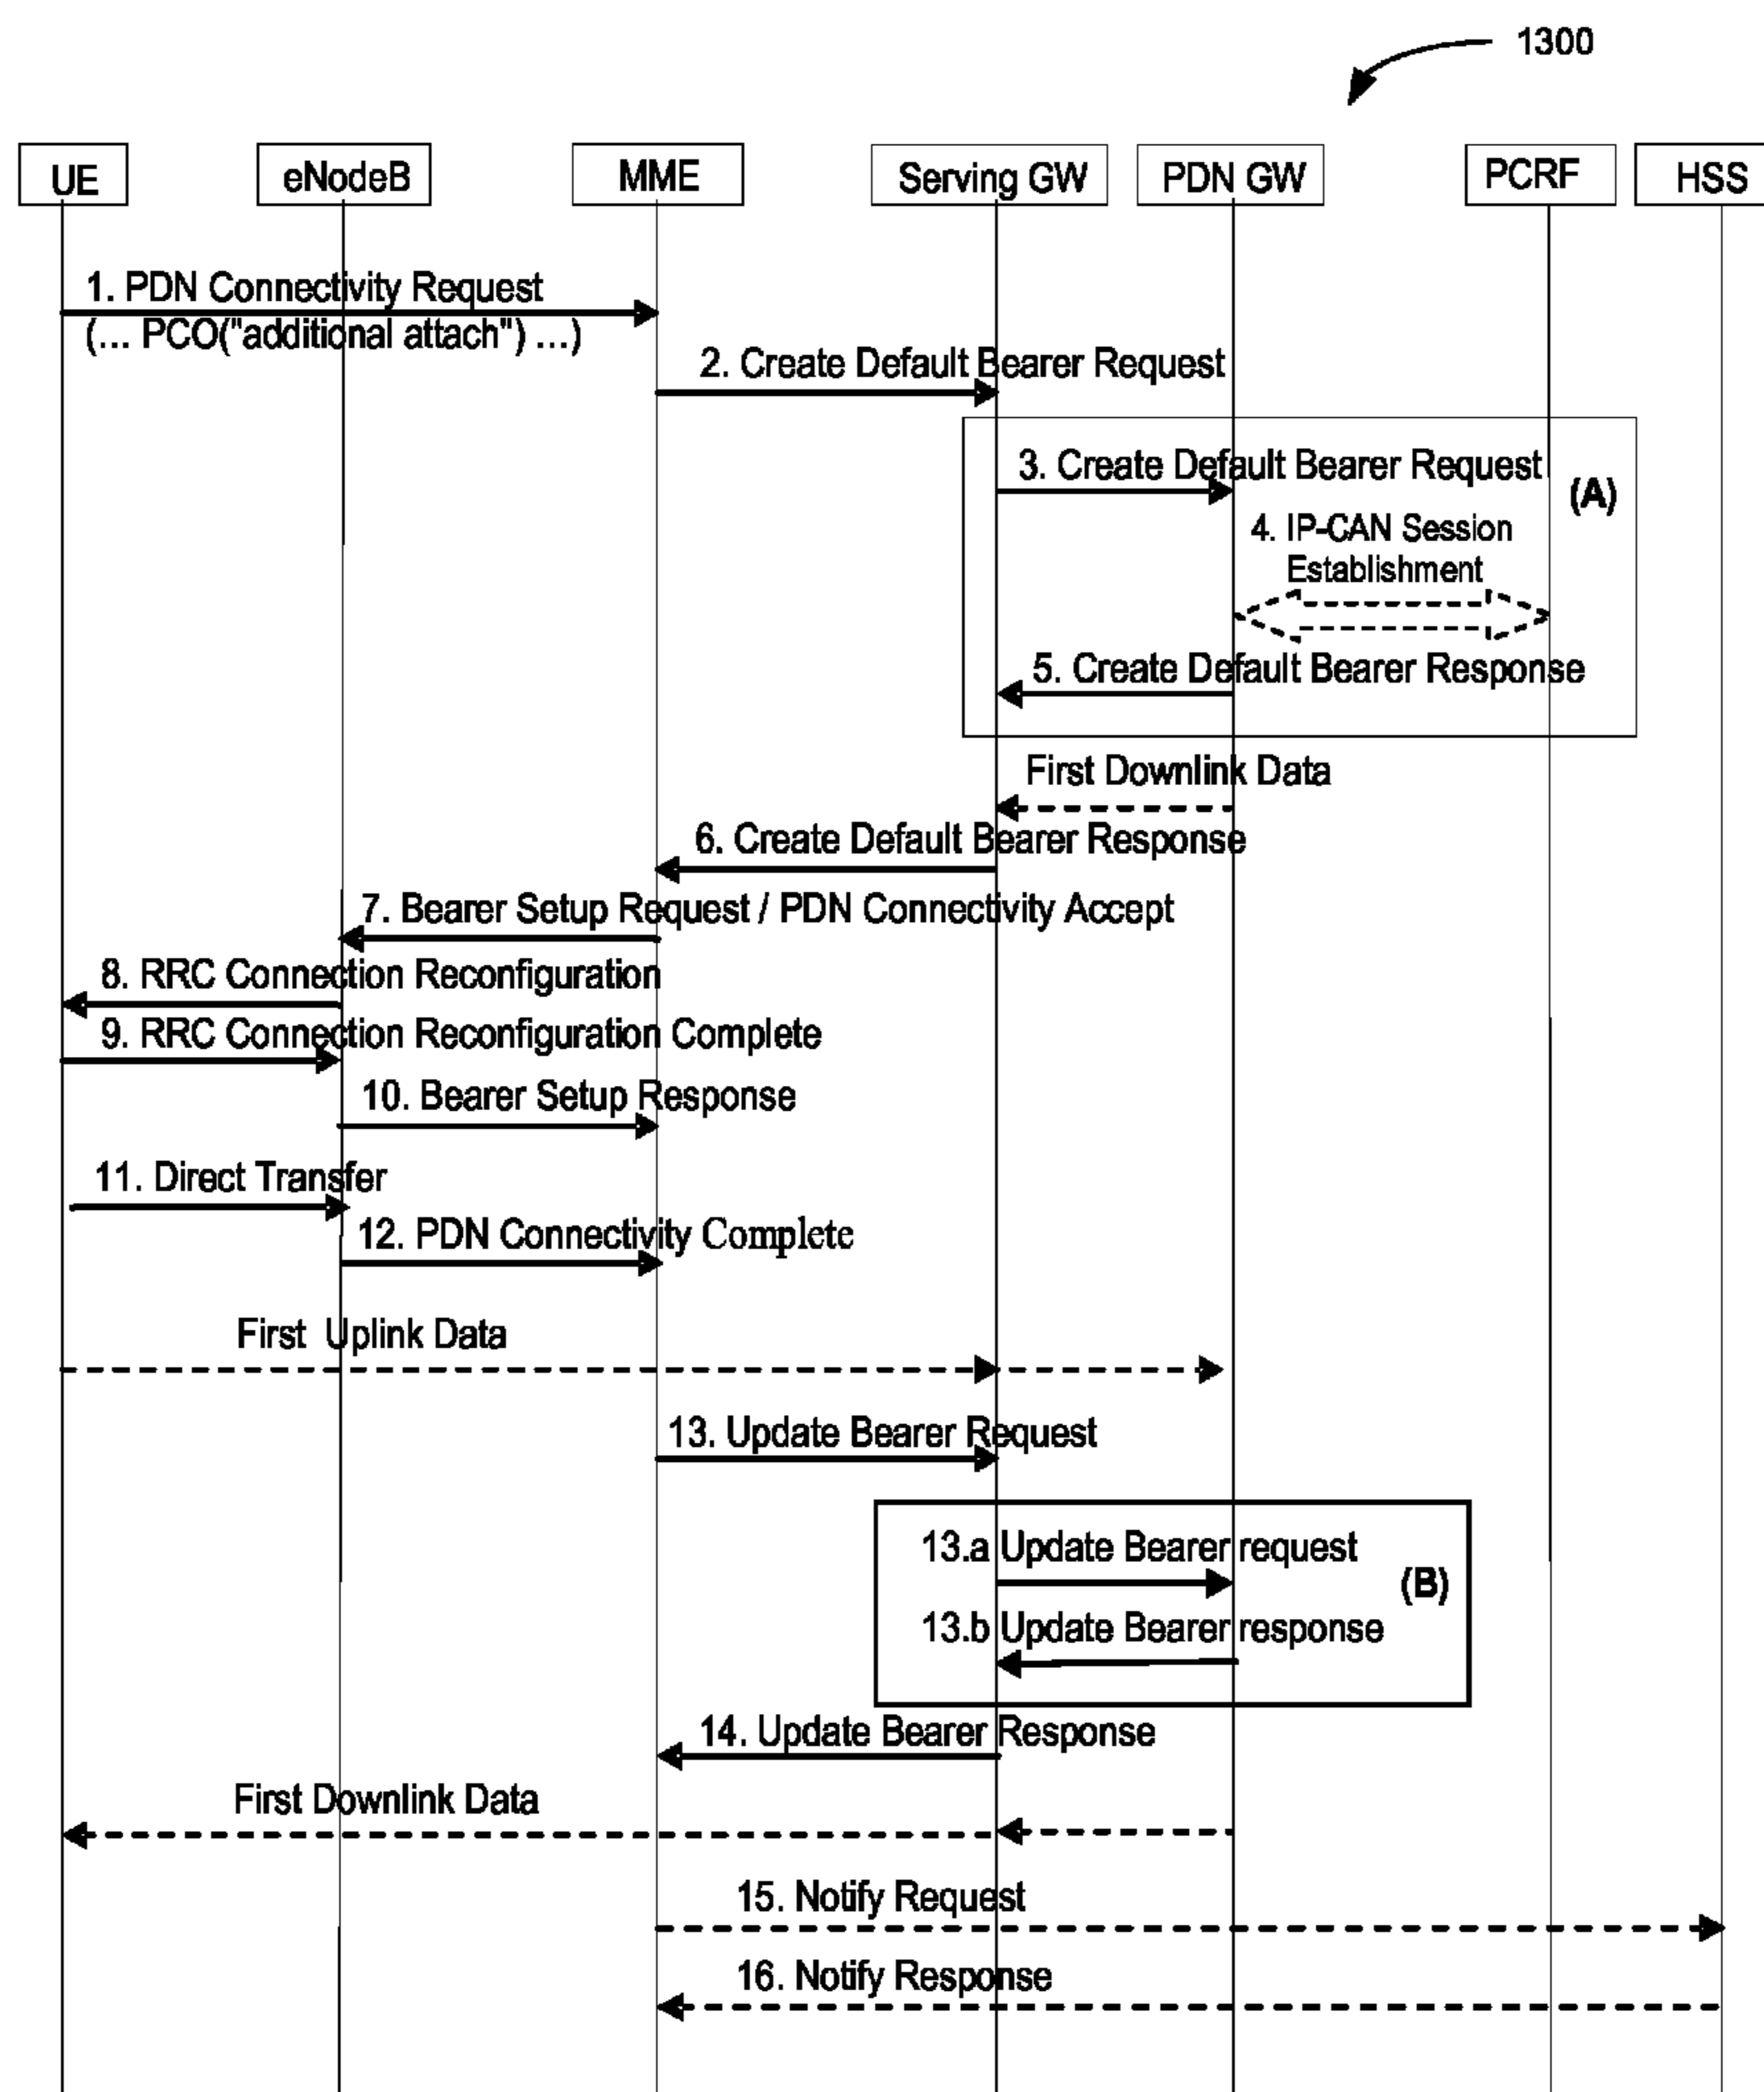 1300
UE
eNodeB
MME
Serving GW
PDN GW
PCRF
HSS
1. PDN Connectivity Request
(... PCO("additional attach") ...)
2. Create Default Bearer Request
3. Create Default Bearer Request
(A)
4. IP-CAN Session
Establishment
5. Create Default Bearer Response
First Downlink Data
6. Create Default Bearer Response
7. Bearer Setup Request / PDN Connectivity Accept
8. RRC Connection Reconfiguration
9. RRC Connection Reconfiguration Complete
10. Bearer Setup Response
11. Direct Transfer
12. PDN Connectivity Complete
First Uplink Data
13. Update Bearer Request
13.a Update Bearer request
(B)
13.b Update Bearer response
14. Update Bearer Response
First Downlink Data
15. Notify Request
16. Notify Response